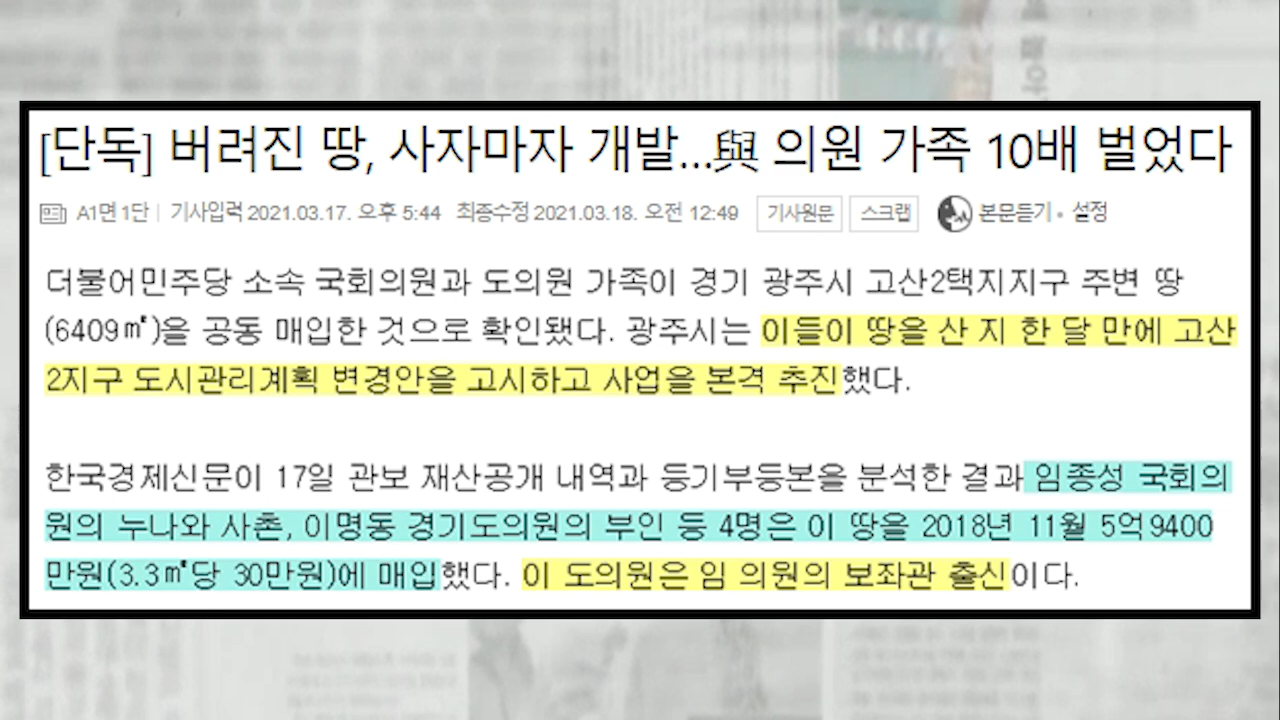 [단독] 버려진 땅, 사자마자 개발...與 의원 가족 10배 벌었다
A1면 1단 기사입력 2021.03.17. 오후 5:44 최종수정 2021.03.18. 오전 12:49 기사원문 스크랩 본문듣기 • 설정
더불어민주당 소속 국회의원과 도의원 가족이 경기 광주시 고산2택지지구 주변 땅
(6409㎡)을 공동 매입한 것으로 확인됐다. 광주시는 이들이 땅을 산 지 한 달 만에 고산
2지구 도시관리계획 변경안을 고시하고 사업을 본격 추진했다.
한국경제신문이 17일 관보 재산공개 내역과 등기부등본을 분석한 결과 임종성 국회의
원의 누나와 사촌, 이명동 경기도의원의 부인 등 4명은 이 땅을 2018년 11월 5억9400
만원(3.3㎡당 30만원)에 매입했다. 이 도의원은 임 의원의 보좌관 출신이다.